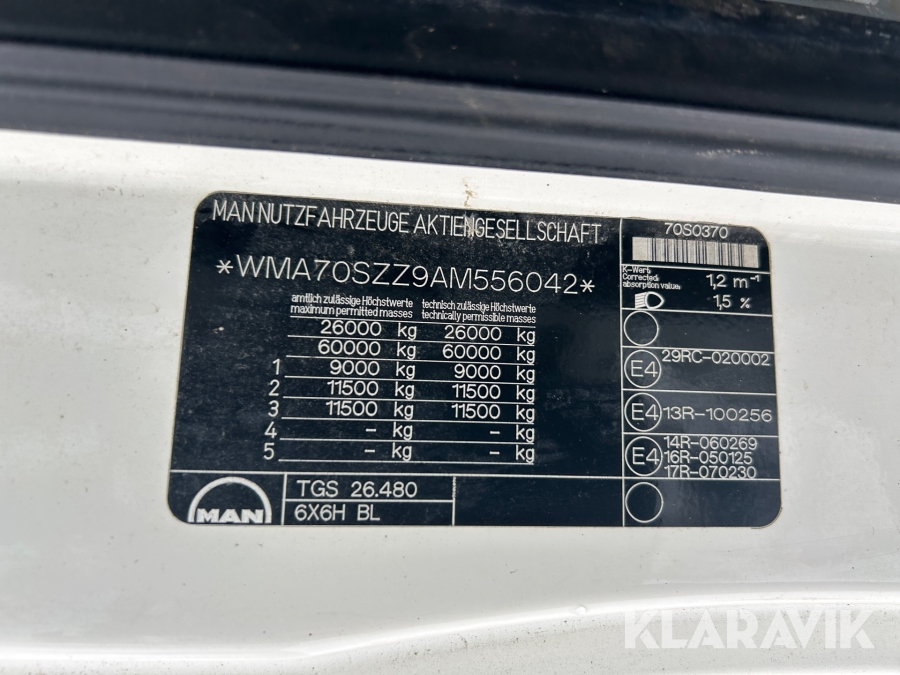 MAN NUTZFAHRZEUGE AKTIENGESELLSCHAFT
*WMA70SZZ9AM556042*
amtlich zulässige Höchstwerte technisch zulässige Höchstwerte
maximum permitted masses technically permissible masses
26000 kg 26000 kg
60000 kg 60000 kg
1 9000 kg 9000 kg
2 11500 kg 11500 kg
3 11500 kg 11500 kg
4 - kg - kg
5 - kg - kg
MAN
TGS 26.480
6X6H BL
70S0370
K-Wert
Corrected
absorption value: 1,2 m⁻¹
1,5 %
E4 29RC-020002
E4 13R-100256
14R-060269
E4 16R-050125
17R-070230
KLARAVIK